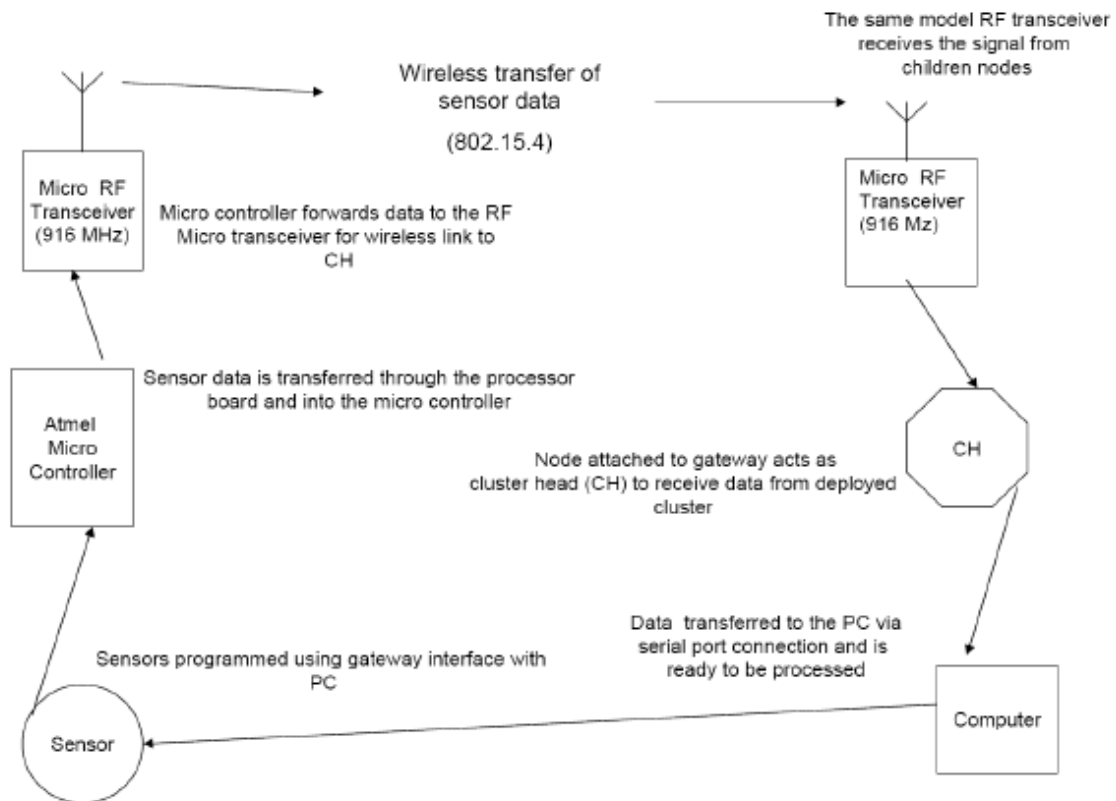 The same model RF transceiver
receives the signal from
children nodes
Wireless transfer of
sensor data
(802.15.4)
Micro RF
Transceiver
(916 MHz)
Micro RF
Transceiver
(916 Mz)
Micro controller forwards data to the RF
Micro transceiver for wireless link to
CH
Sensor data is transferred through the processor
board and into the micro controller
Atmel
Micro
Controller
CH
Node attached to gateway acts as
cluster head (CH) to receive data from deployed
cluster
Data transferred to the PC via
serial port connection and is
ready to be processed
Sensors programmed using gateway interface with
PC
Computer
Sensor